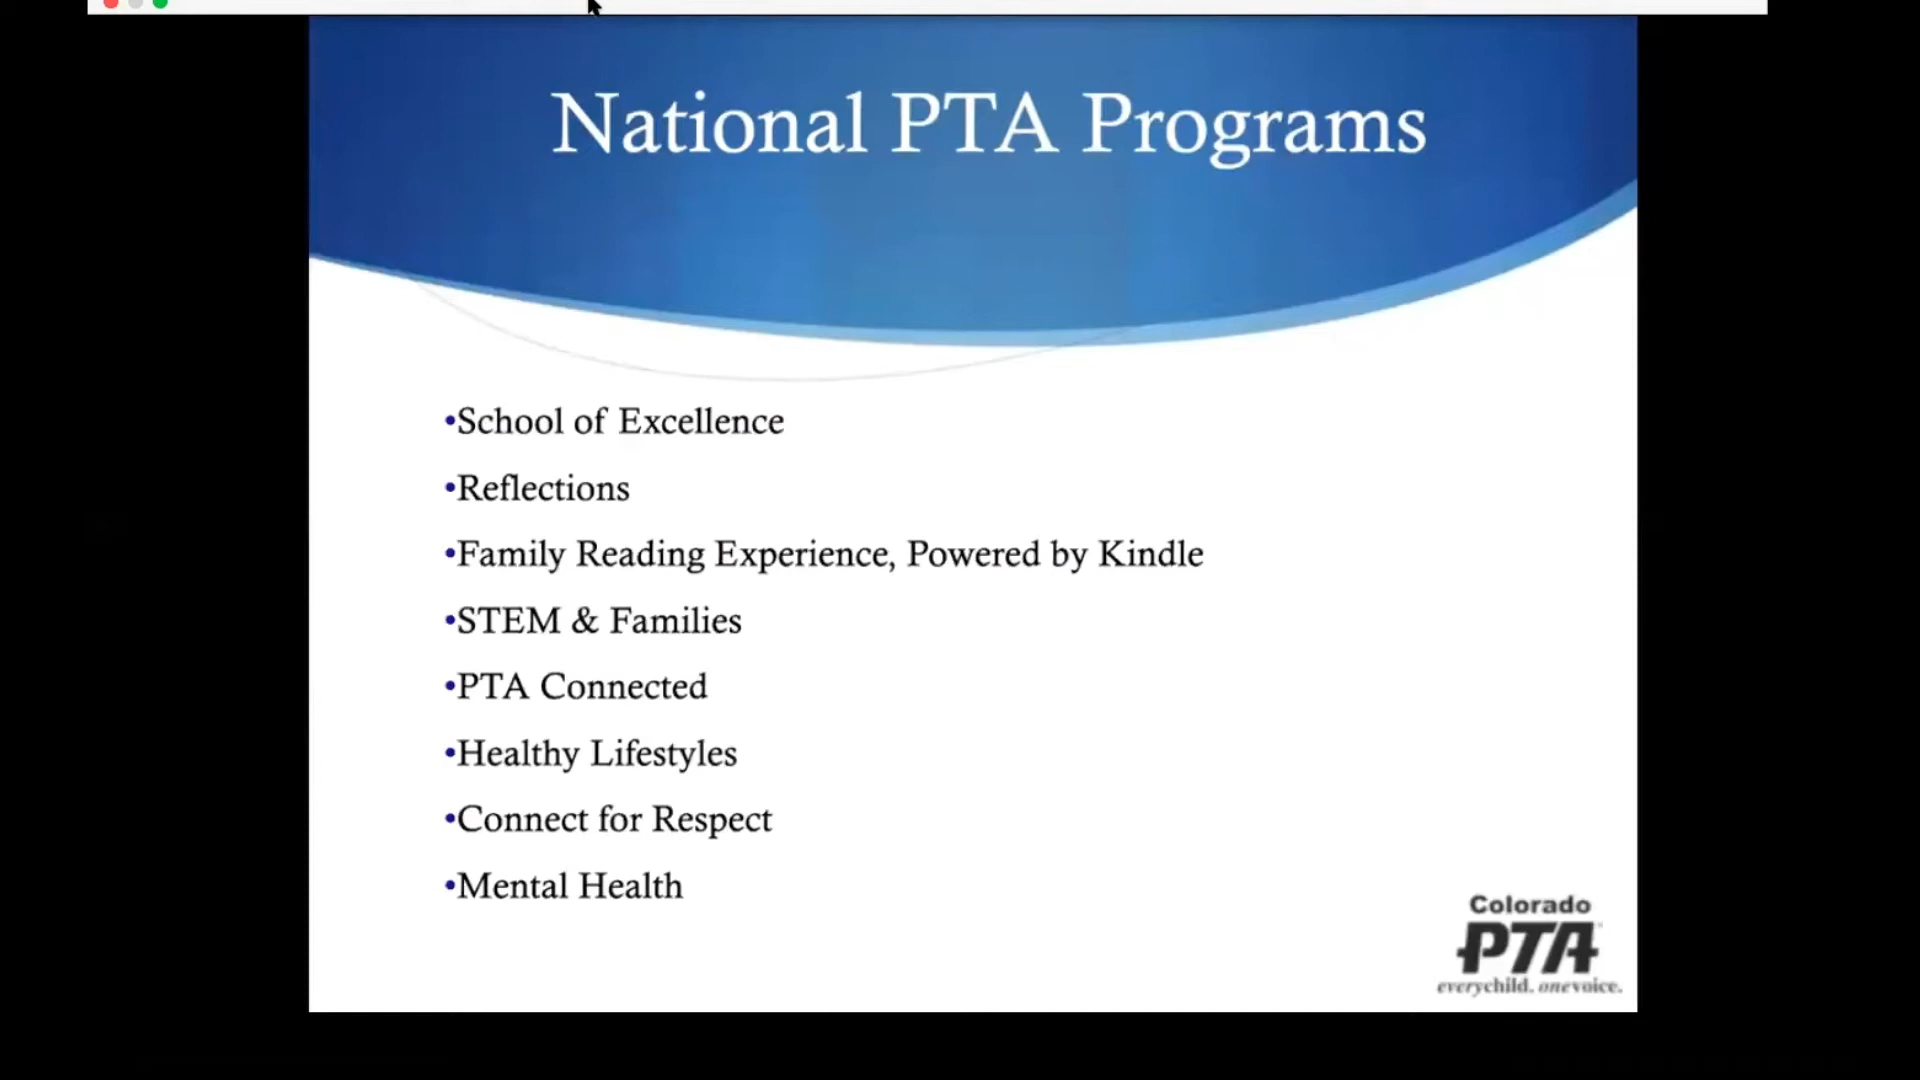 National PTA Programs
•School of Excellence
•Reflections
•Family Reading Experience, Powered by Kindle
•STEM & Families
•PTA Connected
•Healthy Lifestyles
•Connect for Respect
•Mental Health
Colorado
PTA
everychild. onevoice.